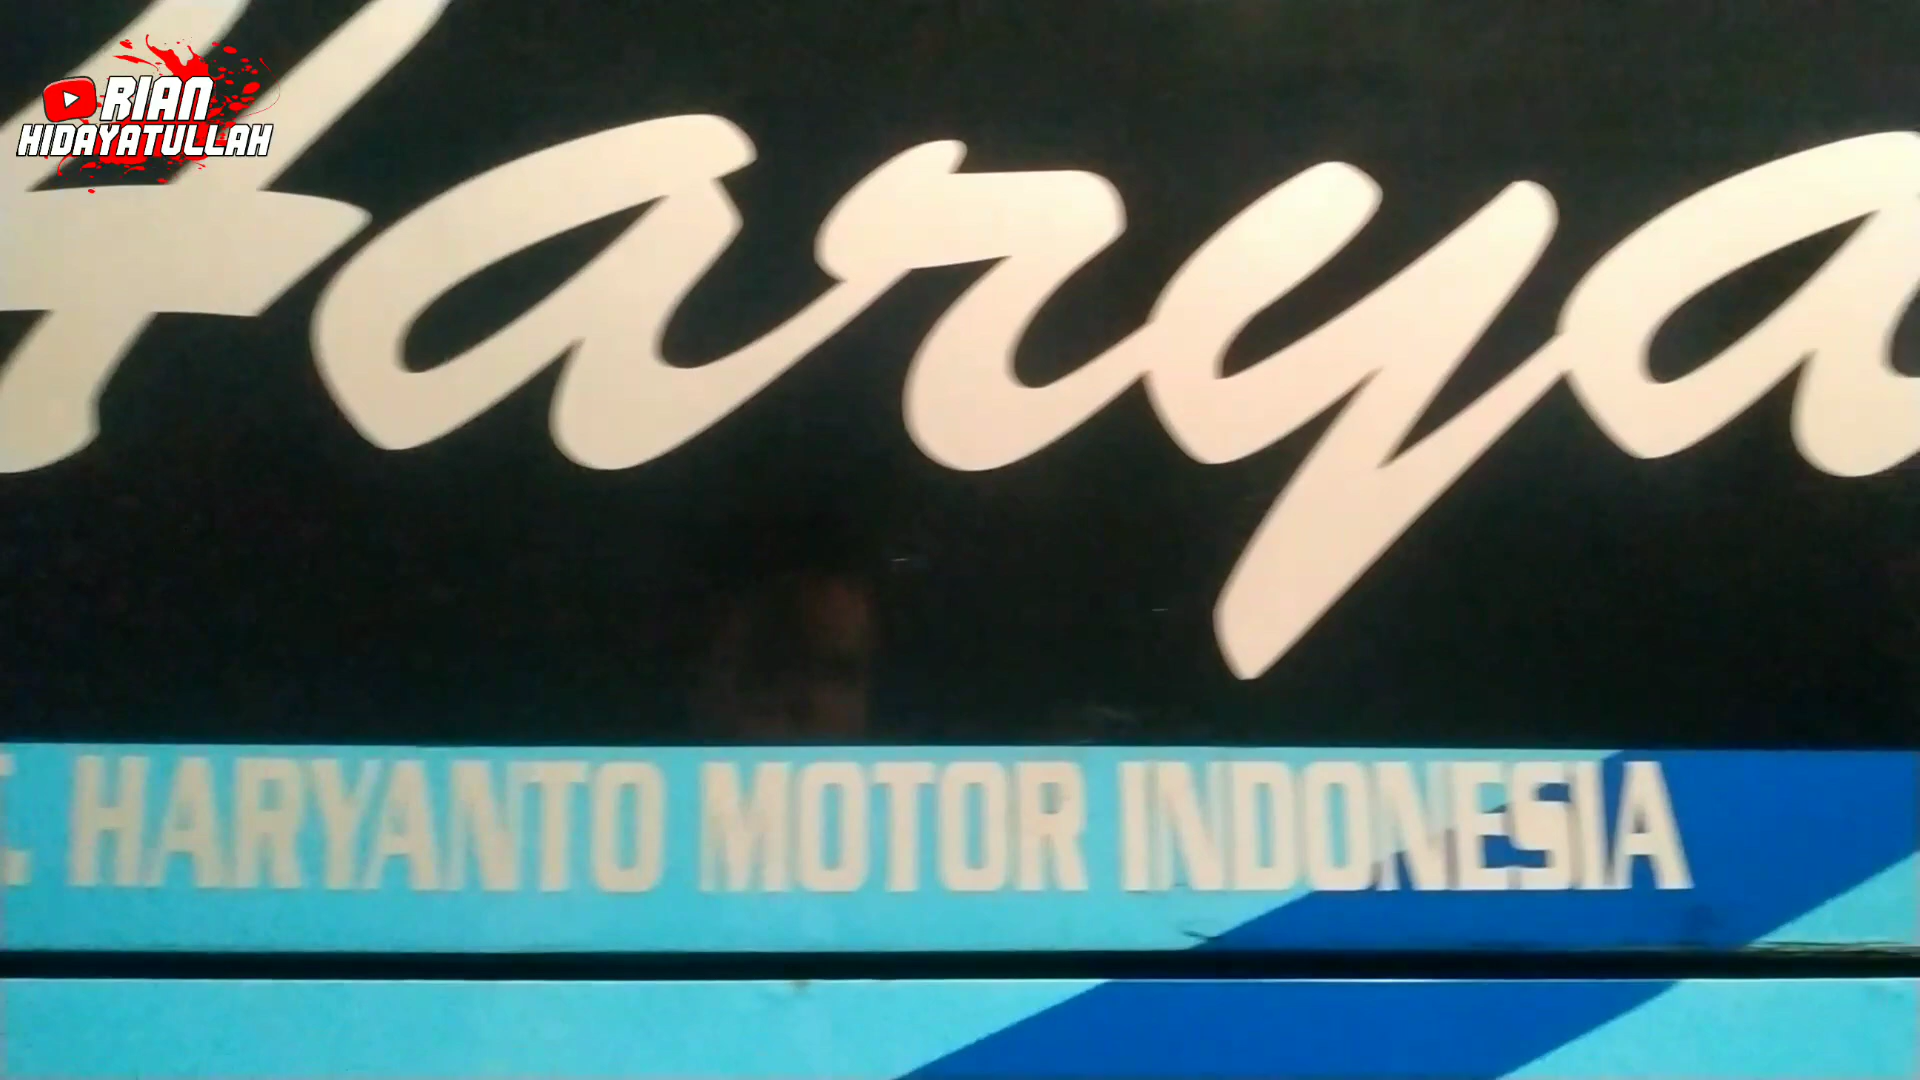 RIAN
HIDAYATULLAH
Harya
. HARYANTO MOTOR INDONESIA